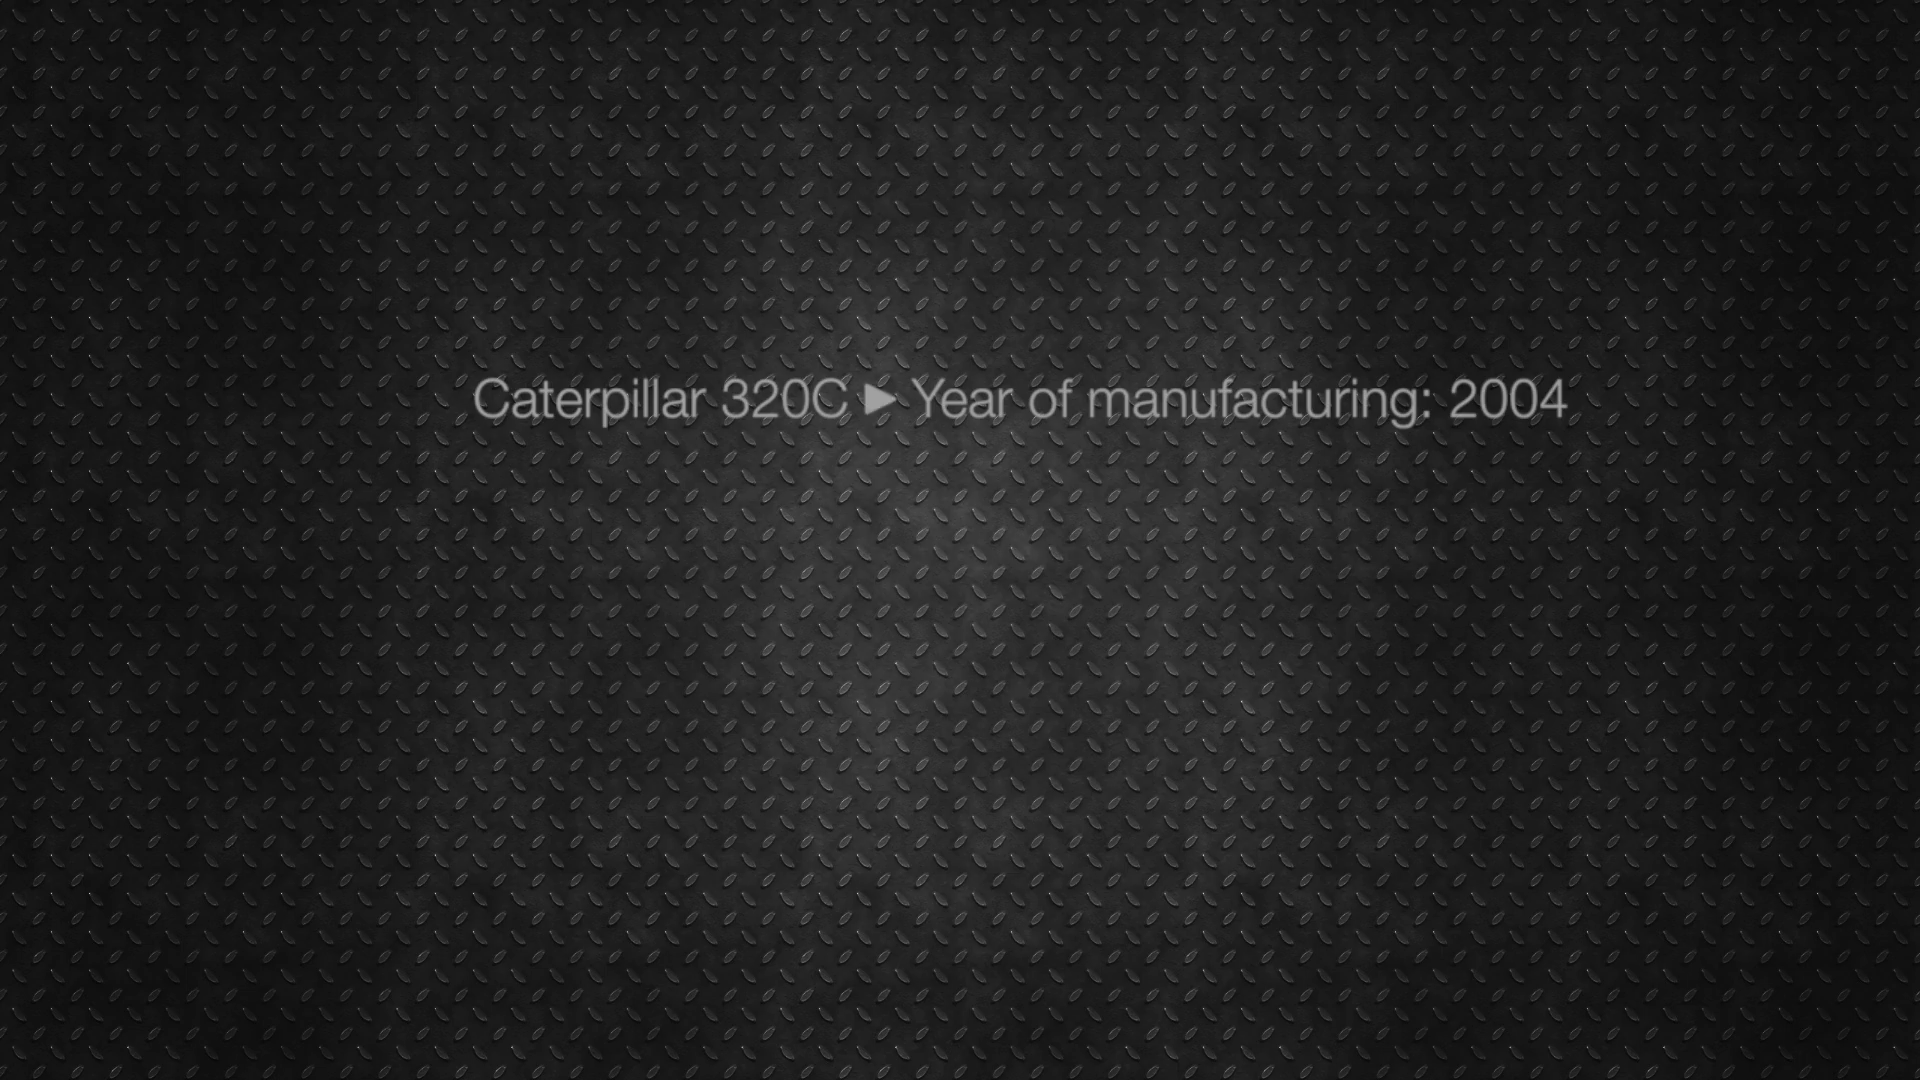 Caterpillar 320C ► Year of manufacturing: 2004